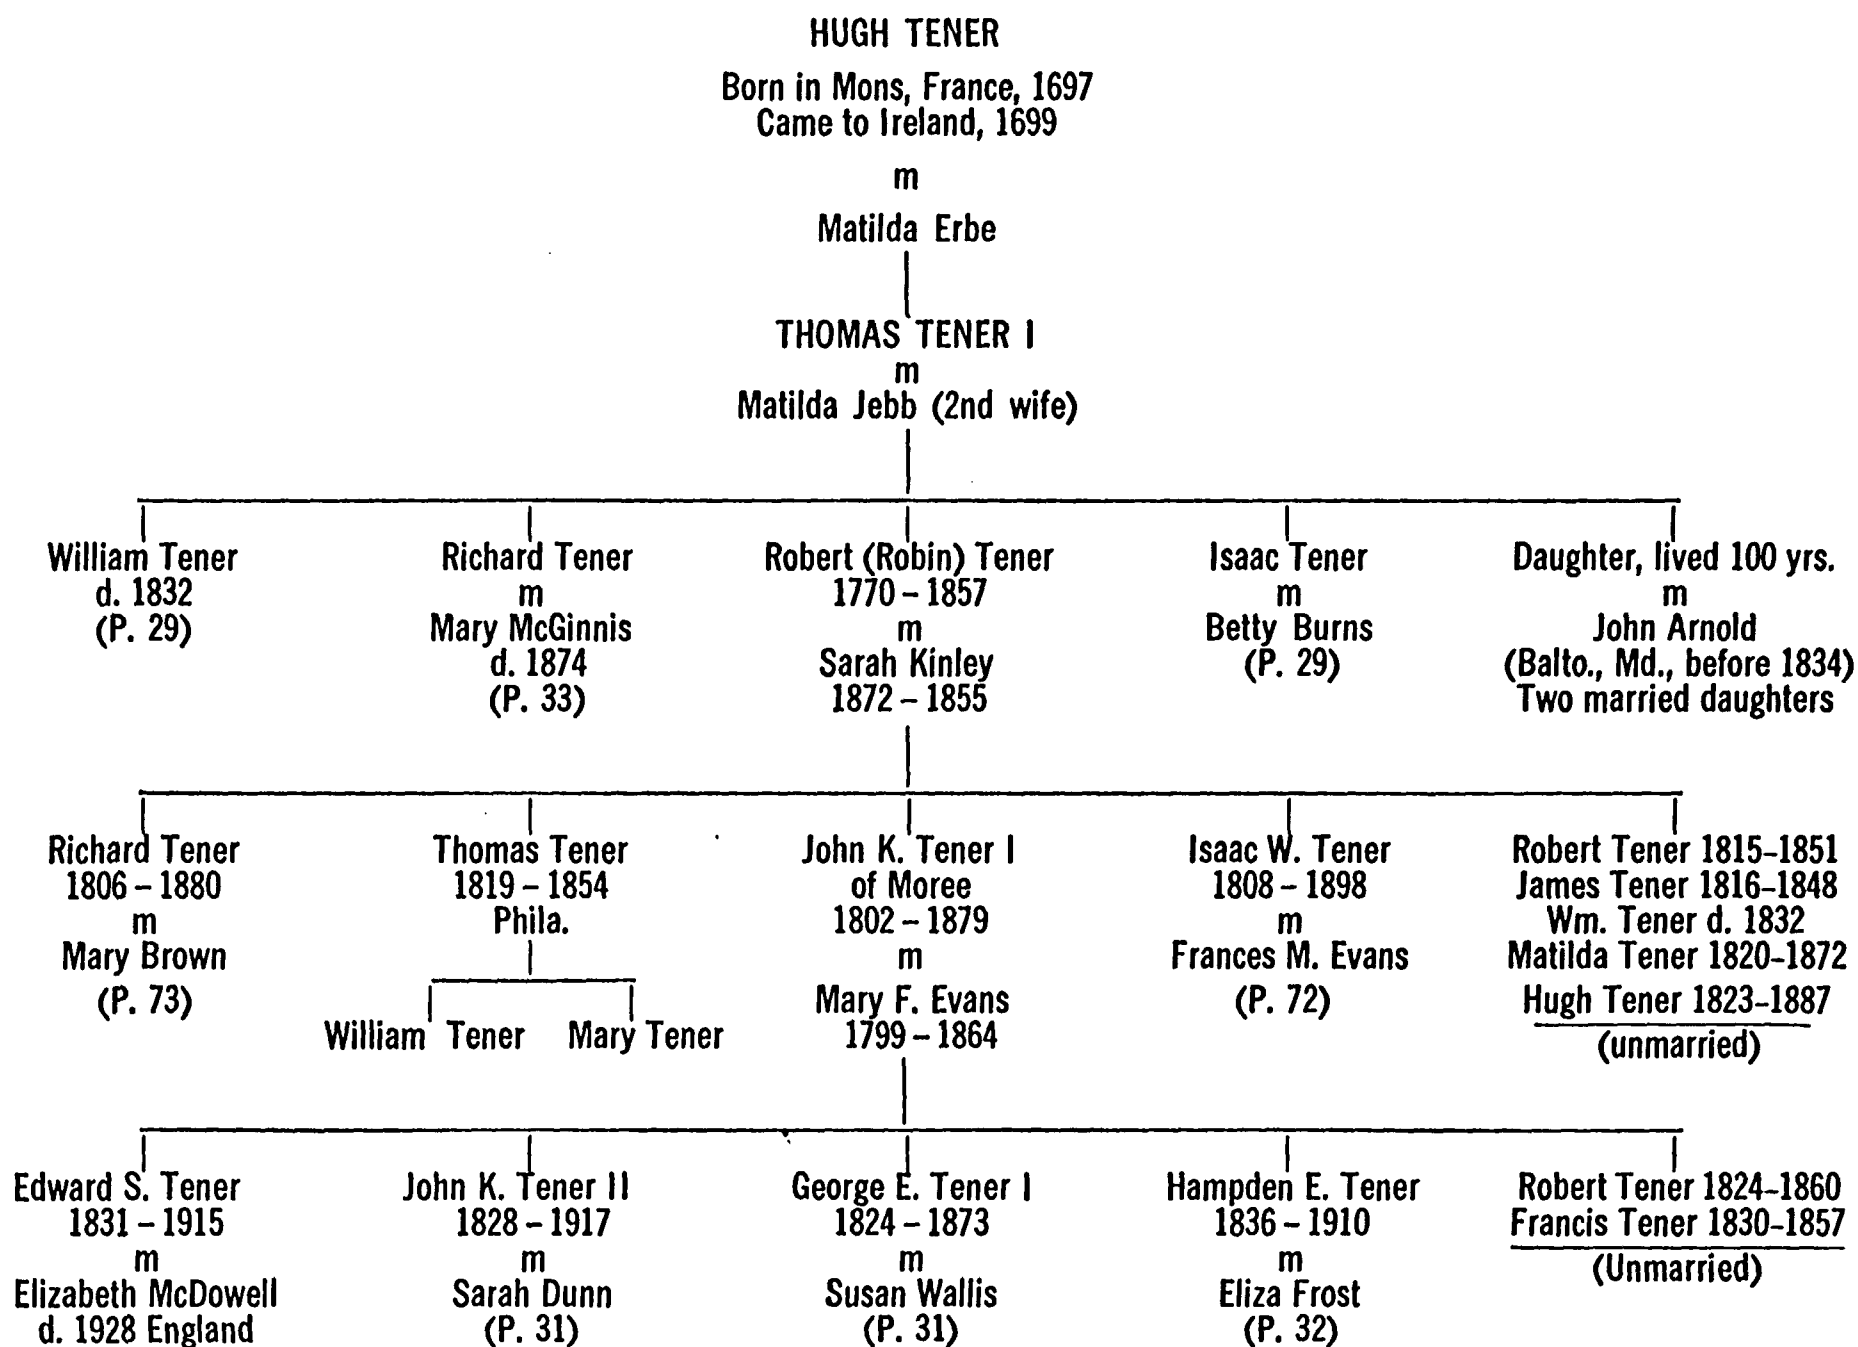 HUGH TENER
Born in Mons, France, 1697
Came to Ireland, 1699
m
Matilda Erbe
THOMAS TENER I
m
Matilda Jebb (2nd wife)
William Tener
d. 1832
(P. 29)
Richard Tener
m
Mary McGinnis
d. 1874
(P. 33)
Robert (Robin) Tener
1770 – 1857
m
Sarah Kinley
1872 – 1855
Isaac Tener
m
Betty Burns
(P. 29)
Daughter, lived 100 yrs.
m
John Arnold
(Balto., Md., before 1834)
Two married daughters
Richard Tener
1806 – 1880
m
Mary Brown
(P. 73)
Thomas Tener
1819 – 1854
Phila.
William Tener
Mary Tener
John K. Tener I
of Moree
1802 – 1879
m
Mary F. Evans
1799 – 1864
Isaac W. Tener
1808 – 1898
m
Frances M. Evans
(P. 72)
Robert Tener 1815–1851
James Tener 1816–1848
Wm. Tener d. 1832
Matilda Tener 1820–1872
Hugh Tener 1823–1887
(unmarried)
Edward S. Tener
1831 – 1915
m
Elizabeth McDowell
d. 1928 England
John K. Tener II
1828 – 1917
m
Sarah Dunn
(P. 31)
George E. Tener I
1824 – 1873
m
Susan Wallis
(P. 31)
Hampden E. Tener
1836 – 1910
m
Eliza Frost
(P. 32)
Robert Tener 1824–1860
Francis Tener 1830–1857
(Unmarried)